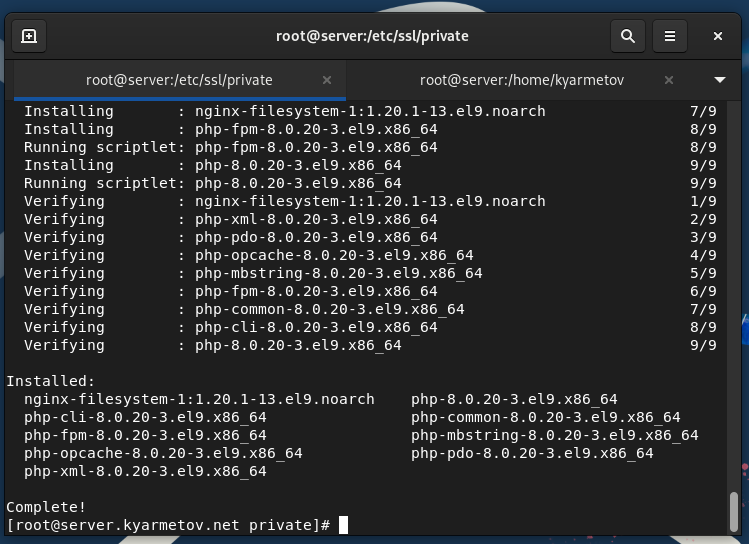 root@server:/etc/ssl/private
root@server:/etc/ssl/private
root@server:/home/kyarmetov
Installing : nginx-filesystem-1:1.20.1-13.el9.noarch 7/9
Installing : php-fpm-8.0.20-3.el9.x86_64 8/9
Running scriptlet: php-fpm-8.0.20-3.el9.x86_64 8/9
Installing : php-8.0.20-3.el9.x86_64 9/9
Running scriptlet: php-8.0.20-3.el9.x86_64 9/9
Verifying : nginx-filesystem-1:1.20.1-13.el9.noarch 1/9
Verifying : php-xml-8.0.20-3.el9.x86_64 2/9
Verifying : php-pdo-8.0.20-3.el9.x86_64 3/9
Verifying : php-opcache-8.0.20-3.el9.x86_64 4/9
Verifying : php-mbstring-8.0.20-3.el9.x86_64 5/9
Verifying : php-fpm-8.0.20-3.el9.x86_64 6/9
Verifying : php-common-8.0.20-3.el9.x86_64 7/9
Verifying : php-cli-8.0.20-3.el9.x86_64 8/9
Verifying : php-8.0.20-3.el9.x86_64 9/9
Installed:
nginx-filesystem-1:1.20.1-13.el9.noarch php-8.0.20-3.el9.x86_64
php-cli-8.0.20-3.el9.x86_64 php-common-8.0.20-3.el9.x86_64
php-fpm-8.0.20-3.el9.x86_64 php-mbstring-8.0.20-3.el9.x86_64
php-opcache-8.0.20-3.el9.x86_64 php-pdo-8.0.20-3.el9.x86_64
php-xml-8.0.20-3.el9.x86_64
Complete!
[root@server.kyarmetov.net private]#